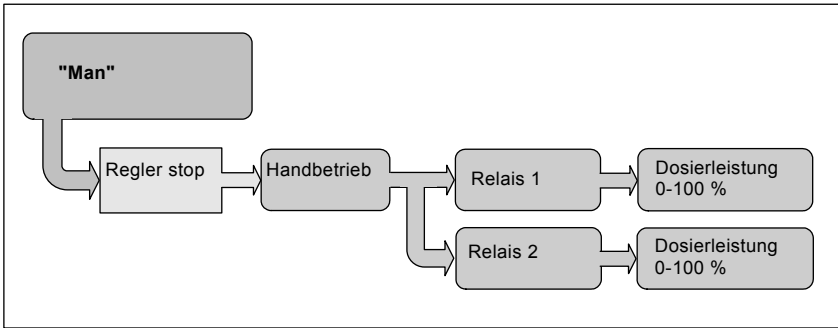 "Man"
Regler stop
Handbetrieb
Relais 1
Dosierleistung
0-100 %
Relais 2
Dosierleistung
0-100 %